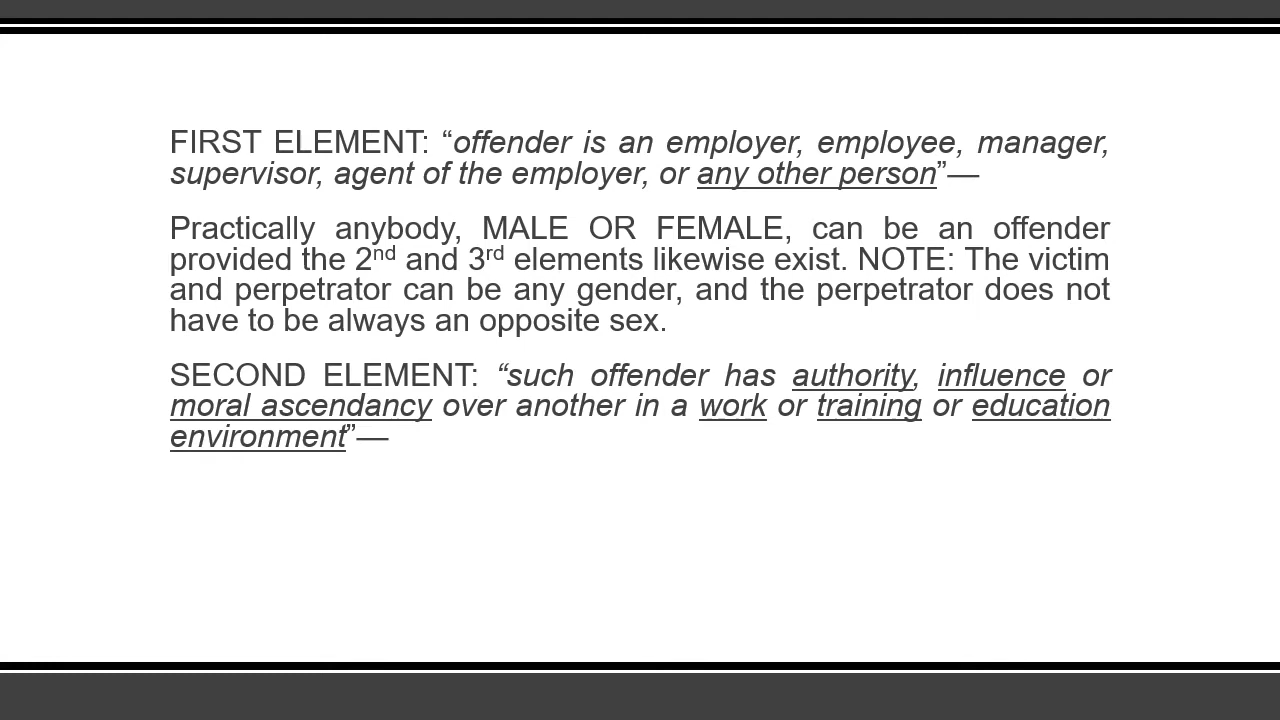 FIRST ELEMENT: “offender is an employer, employee, manager,
supervisor, agent of the employer, or any other person”—
Practically anybody, MALE OR FEMALE, can be an offender
provided the 2nd and 3rd elements likewise exist. NOTE: The victim
and perpetrator can be any gender, and the perpetrator does not
have to be always an opposite sex.
SECOND ELEMENT: “such offender has authority, influence or
moral ascendancy over another in a work or training or education
environment”—